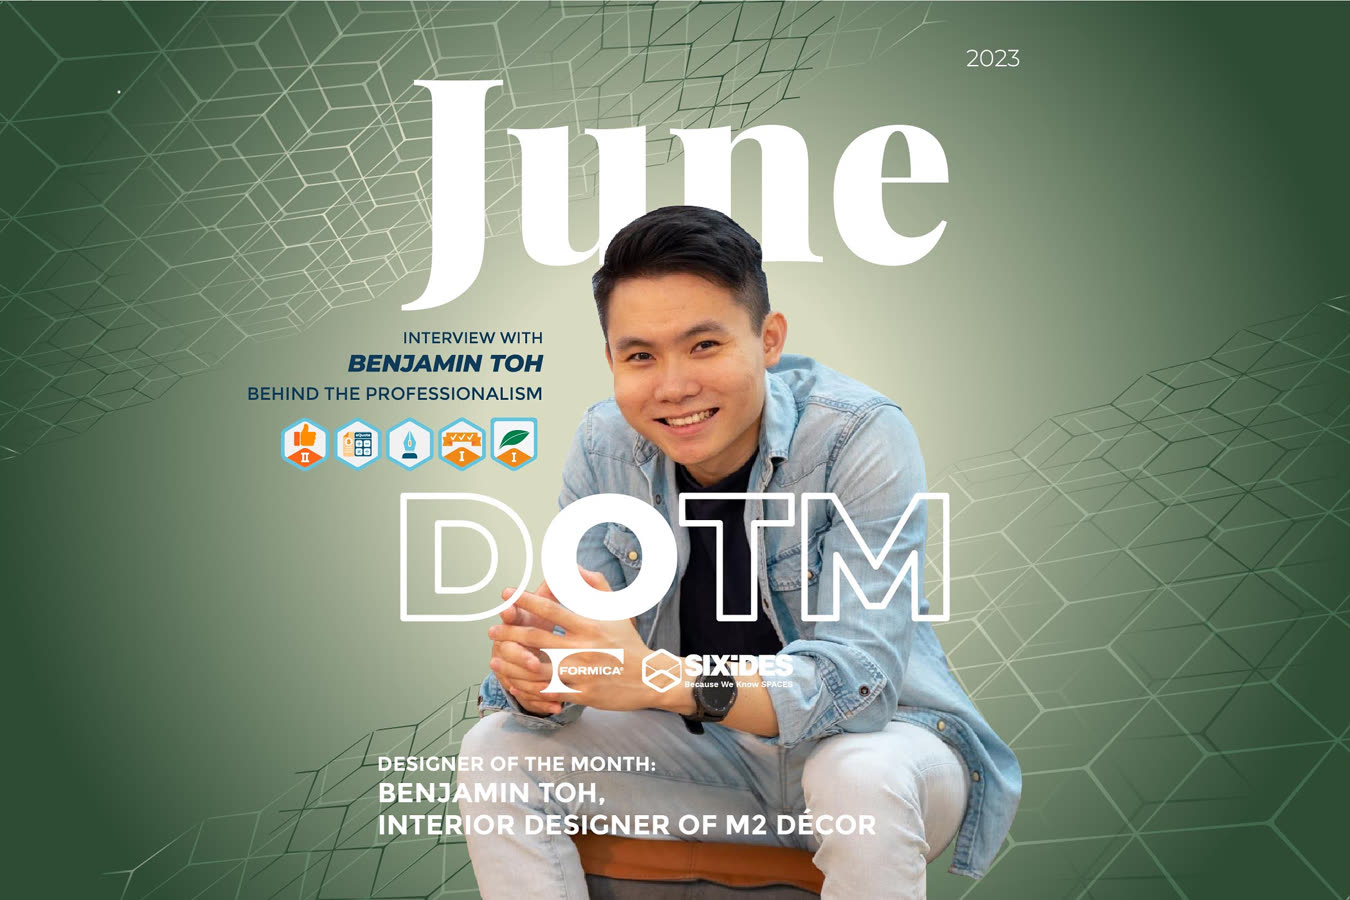 2023
June
INTERVIEW WITH
BENJAMIN TOH
BEHIND THE PROFESSIONALISM
II
I
I
DOTM
FORMICA®
SIXiDES
Because We Know SPACES
DESIGNER OF THE MONTH:
BENJAMIN TOH,
INTERIOR DESIGNER OF M2 DÉCOR